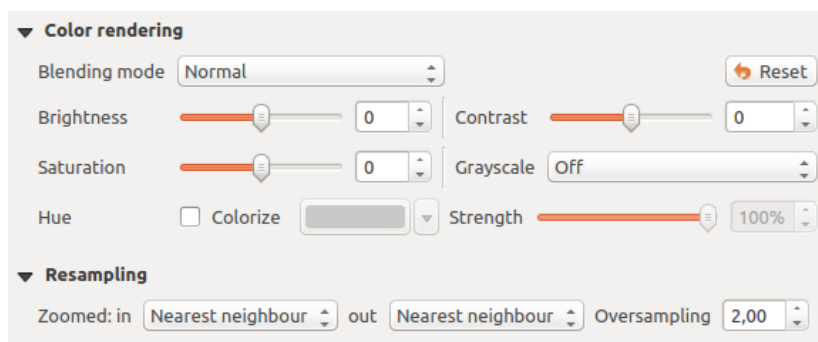 Color rendering
Blending mode Normal Reset
Brightness 0 Contrast 0
Saturation 0 Grayscale Off
Hue Colorize Strength 100%
Resampling
Zoomed: in Nearest neighbour out Nearest neighbour Oversampling 2,00